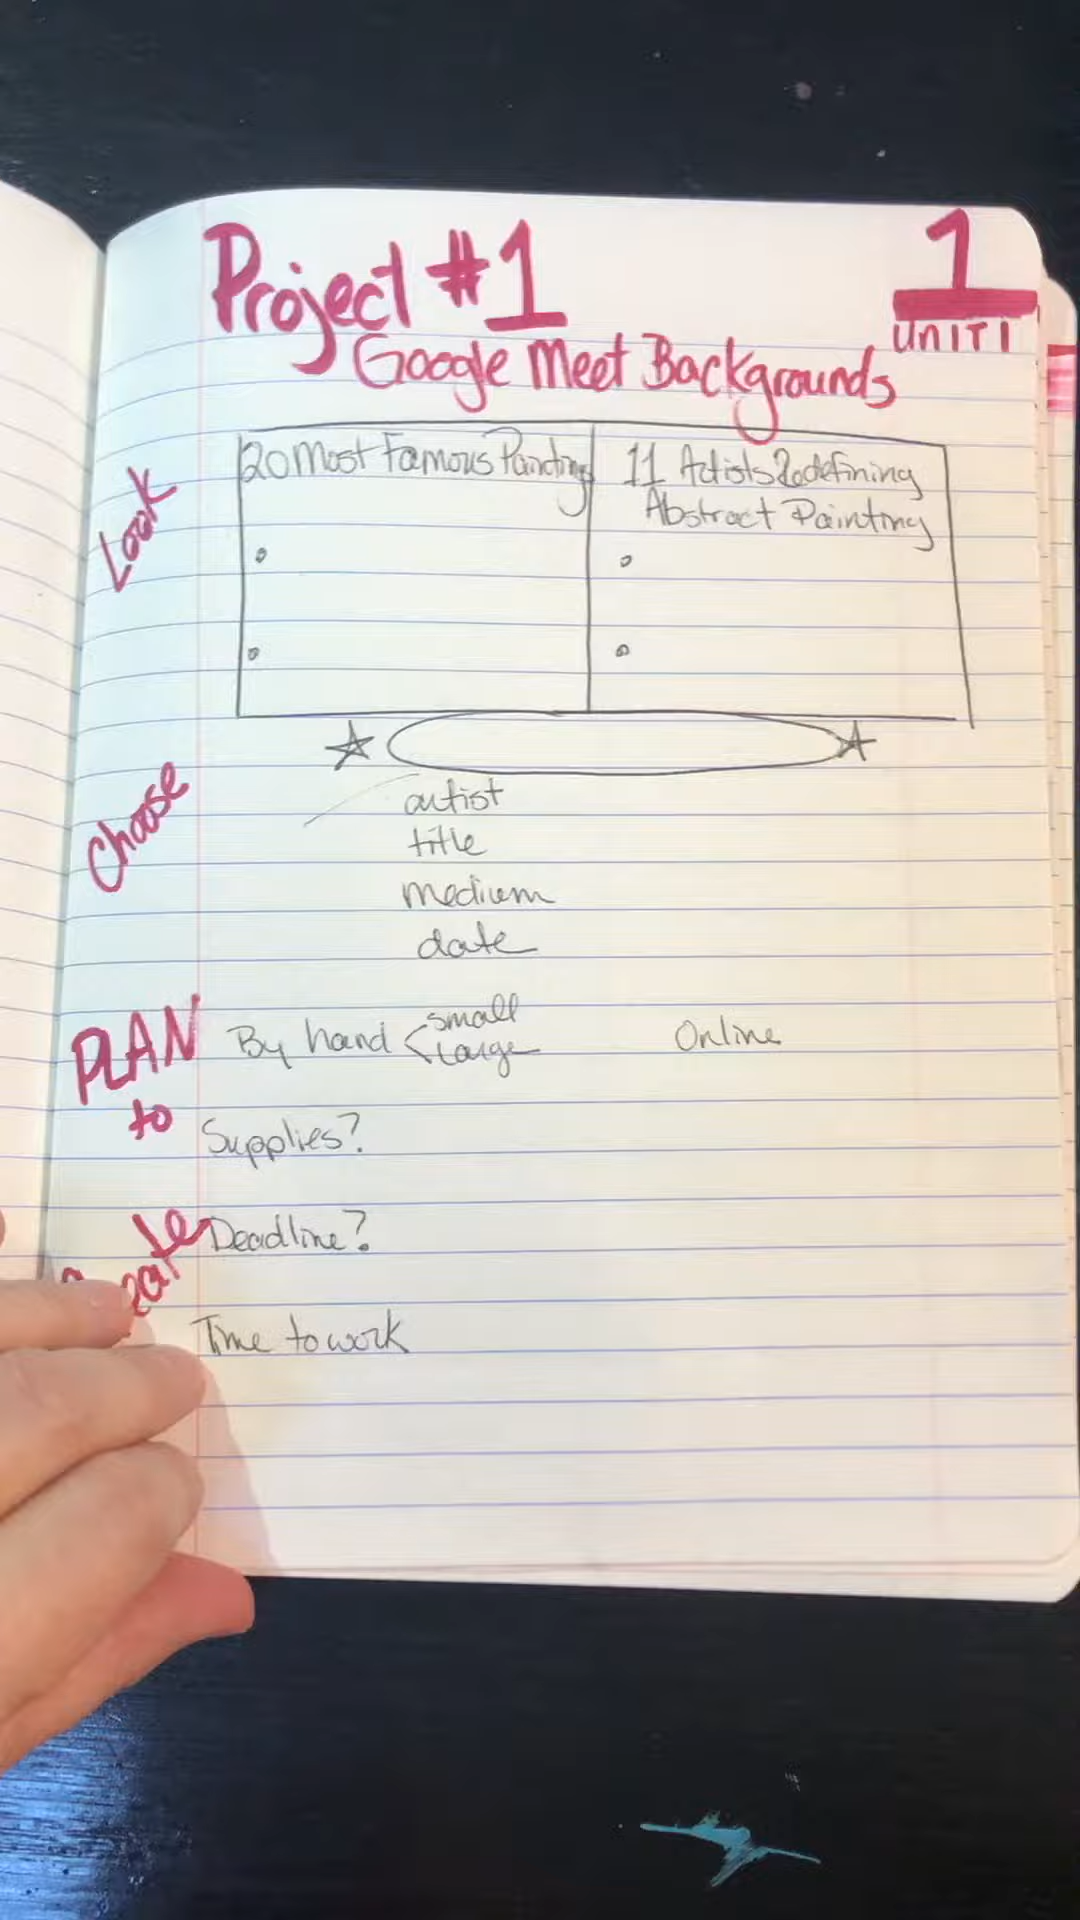 Project #1
1
UNIT 1
Google Meet Backgrounds
Look
20 Most Famous Paintings
11 Artists Redefining
Abstract Painting
Choose
artist
title
medium
date
PLAN
to
By hand < small
large
Online
Supplies?
Deadline?
Time to work